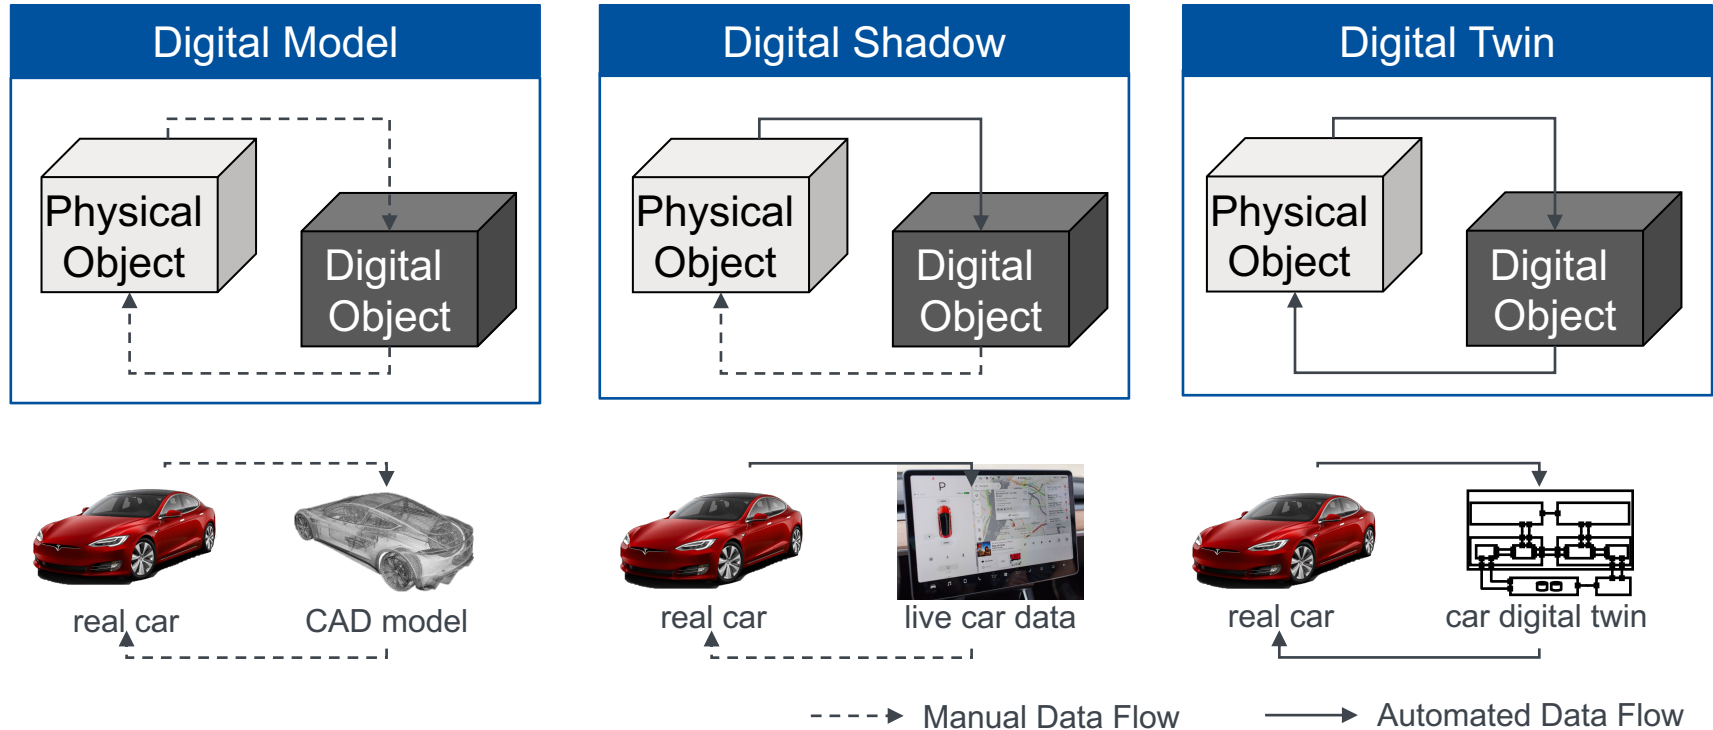 Digital Model
Physical
Object
Digital
Object
Digital Shadow
Physical
Object
Digital
Object
Digital Twin
Physical
Object
Digital
Object
real car
CAD model
P
real car
live car data
real car
car digital twin
Manual Data Flow
Automated Data Flow